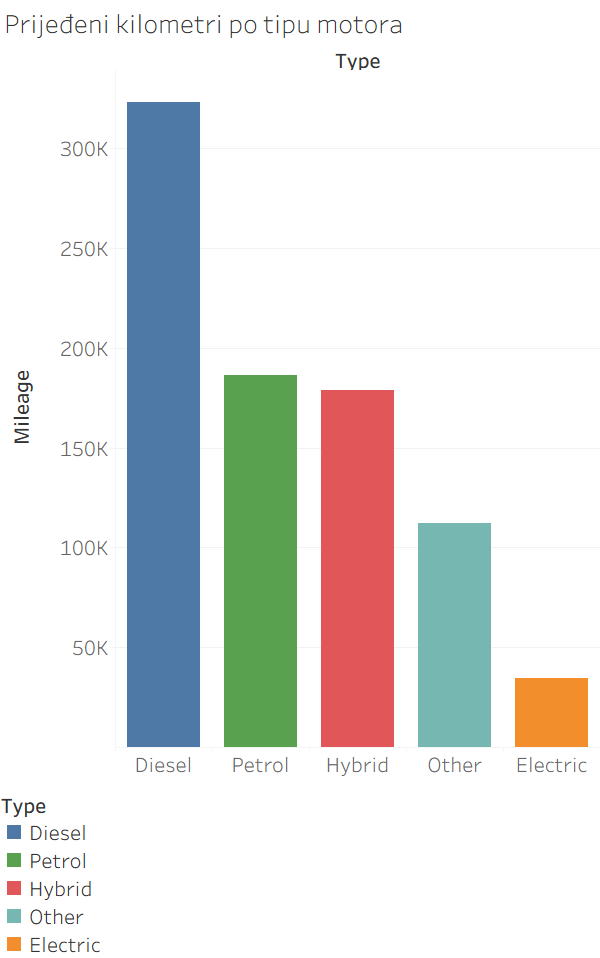 Prijeđeni kilometri po tipu motora
Type
Mileage
300K
250K
200K
150K
100K
50K
Diesel Petrol Hybrid Other Electric
Type
Diesel
Petrol
Hybrid
Other
Electric